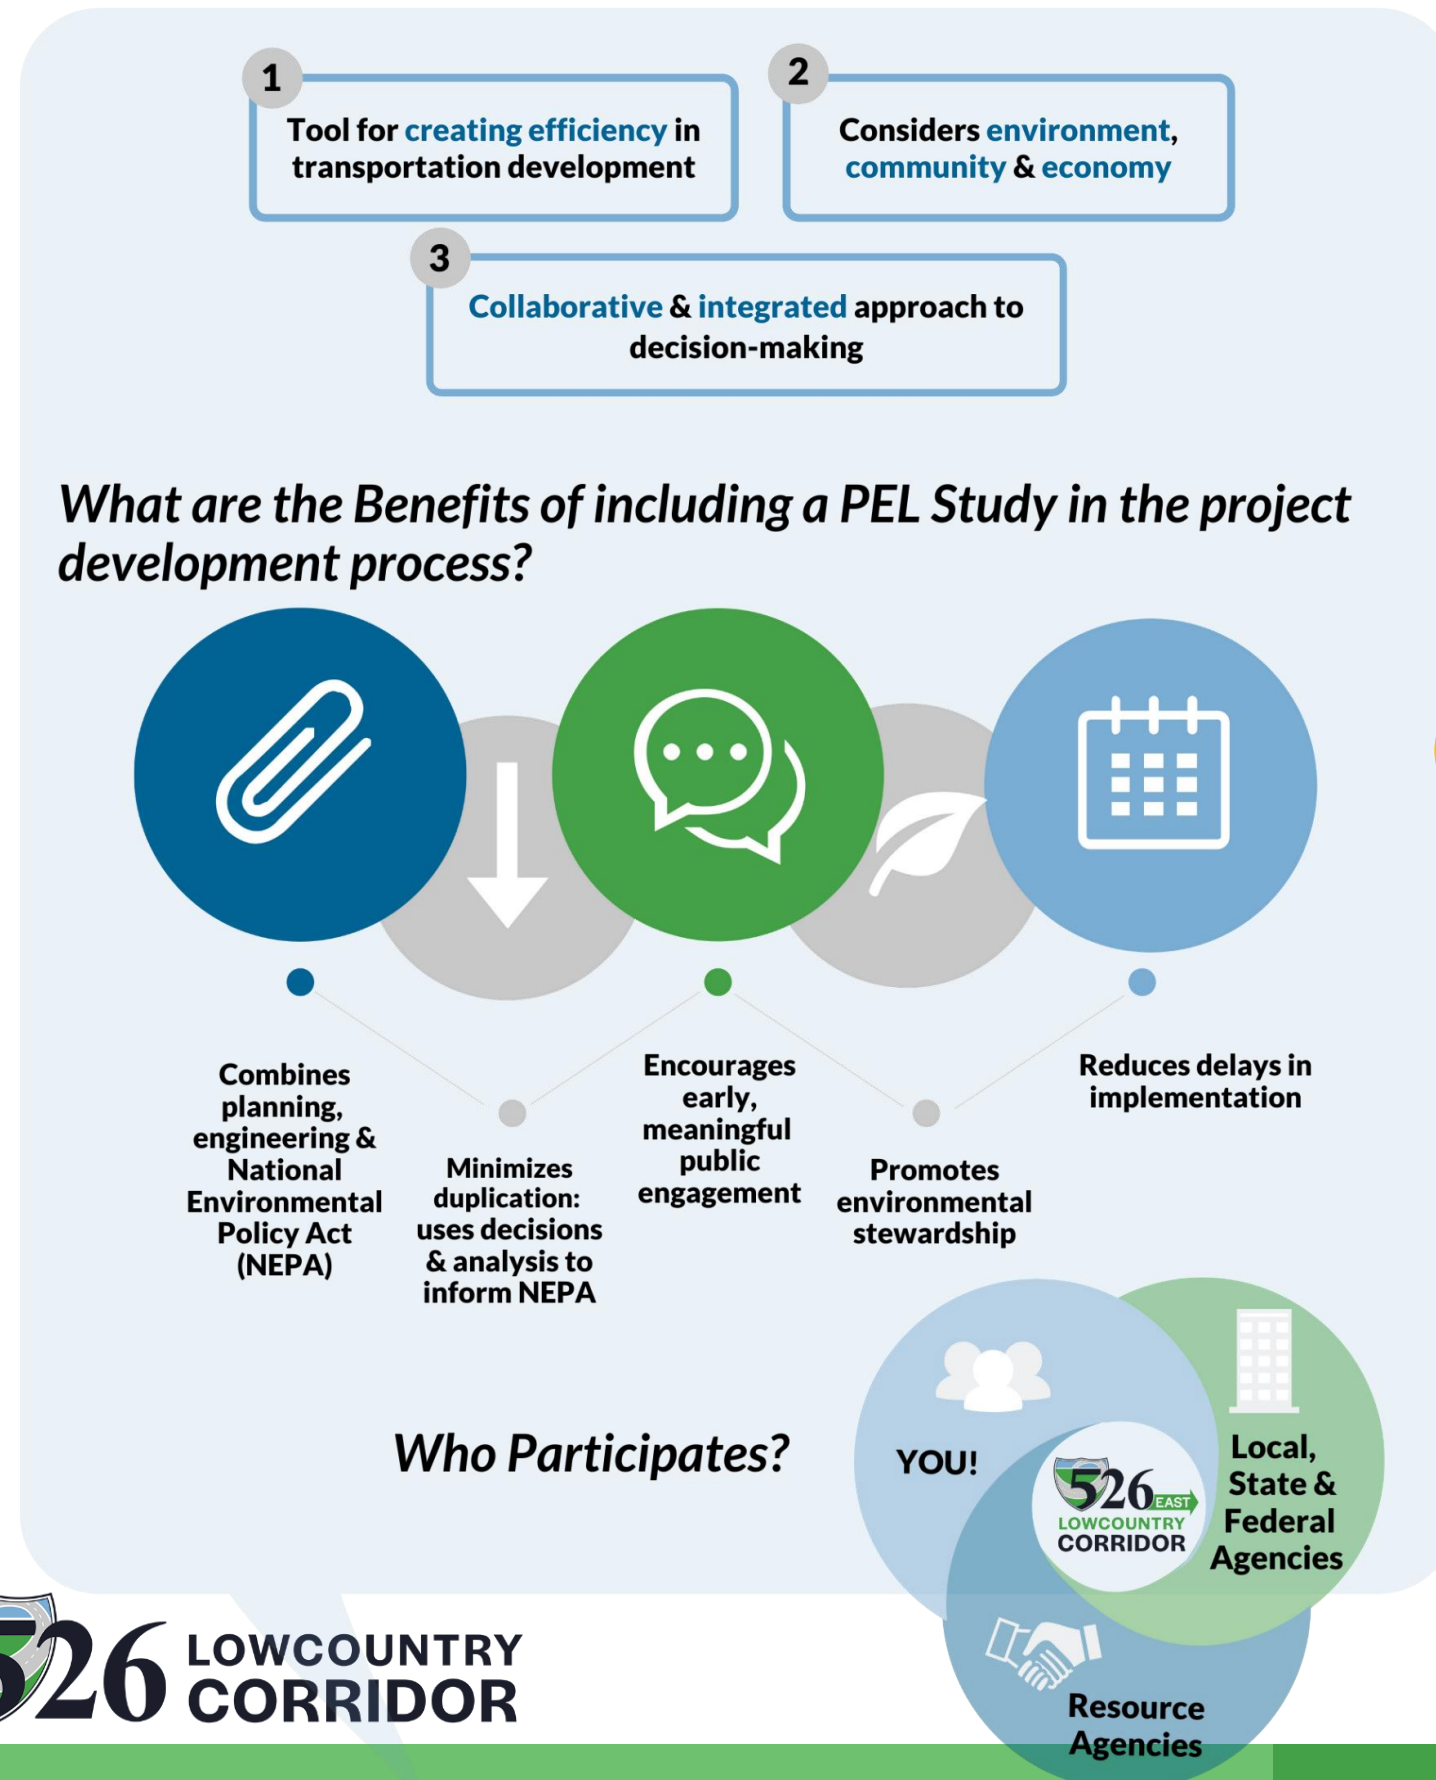 1
Tool for creating efficiency in
transportation development
2
Considers environment,
community & economy
3
Collaborative & integrated approach to
decision-making
What are the Benefits of including a PEL Study in the project
development process?
Combines
planning,
engineering &
National
Environmental
Policy Act
(NEPA)
Minimizes
duplication:
uses decisions
& analysis to
inform NEPA
Encourages
early,
meaningful
public
engagement
Promotes
environmental
stewardship
Reduces delays in
implementation
Who Participates?
YOU!
Local,
State &
Federal
Agencies
526 EAST
LOWCOUNTRY
CORRIDOR
Resource
Agencies
526 LOWCOUNTRY
CORRIDOR